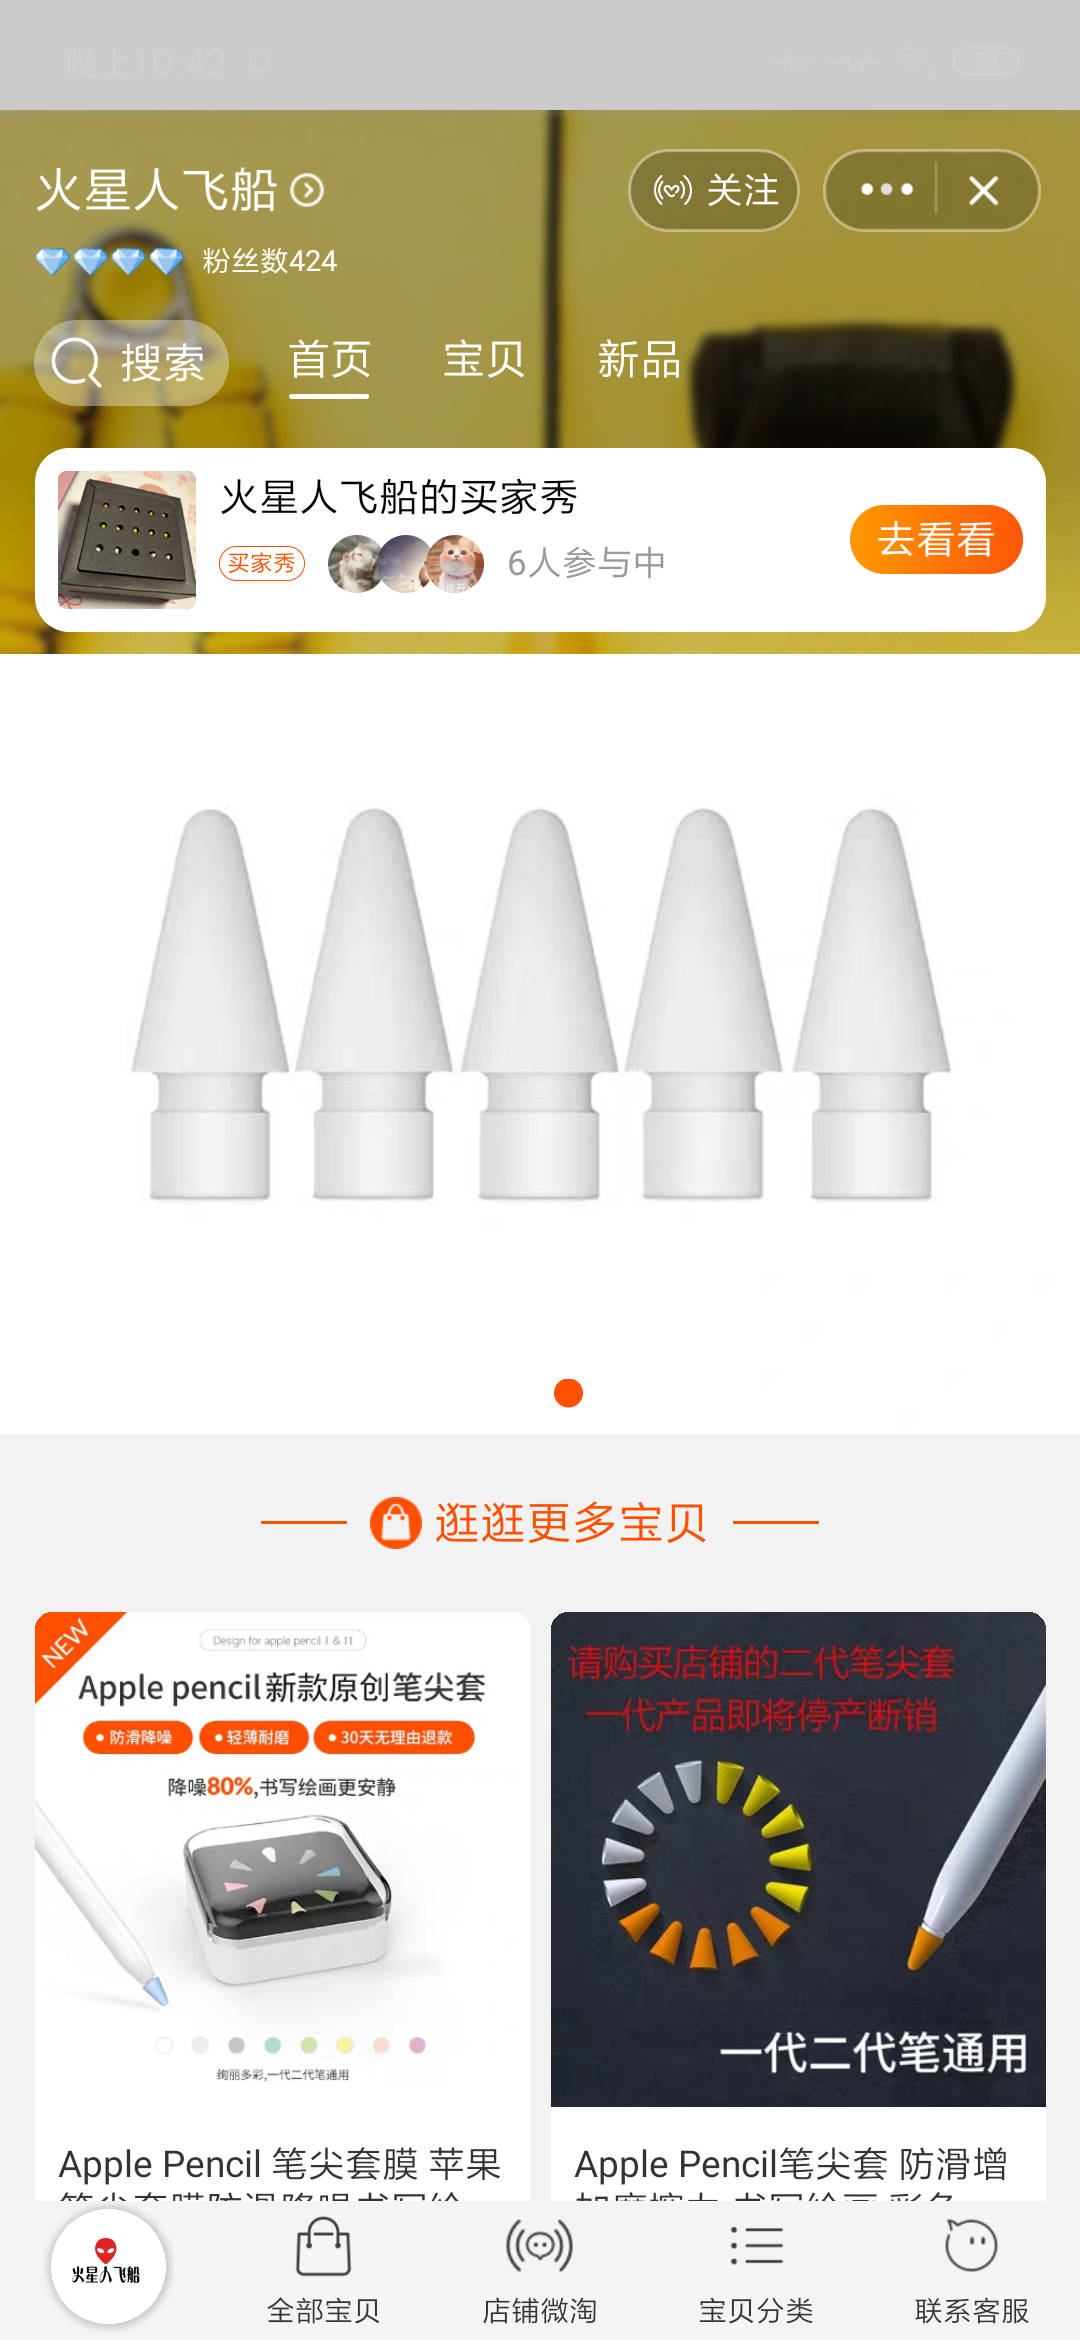 晚上10:42
98
火星人飞船
关注
粉丝数424
搜索
首页
宝贝
新品
火星人飞船的买家秀
买家秀
6人参与中
去看看
逛逛更多宝贝
NEW
Design for apple pencil I & II
Apple pencil新款原创笔尖套
• 防滑降噪
• 轻薄耐磨
• 30天无理由退款
降噪80%,书写绘画更安静
绚丽多彩,一代二代笔通用
Apple Pencil 笔尖套膜 苹果
请购买店铺的二代笔尖套
一代产品即将停产断销
一代二代笔通用
Apple Pencil笔尖套 防滑增
火星人飞船
全部宝贝
店铺微淘
宝贝分类
联系客服